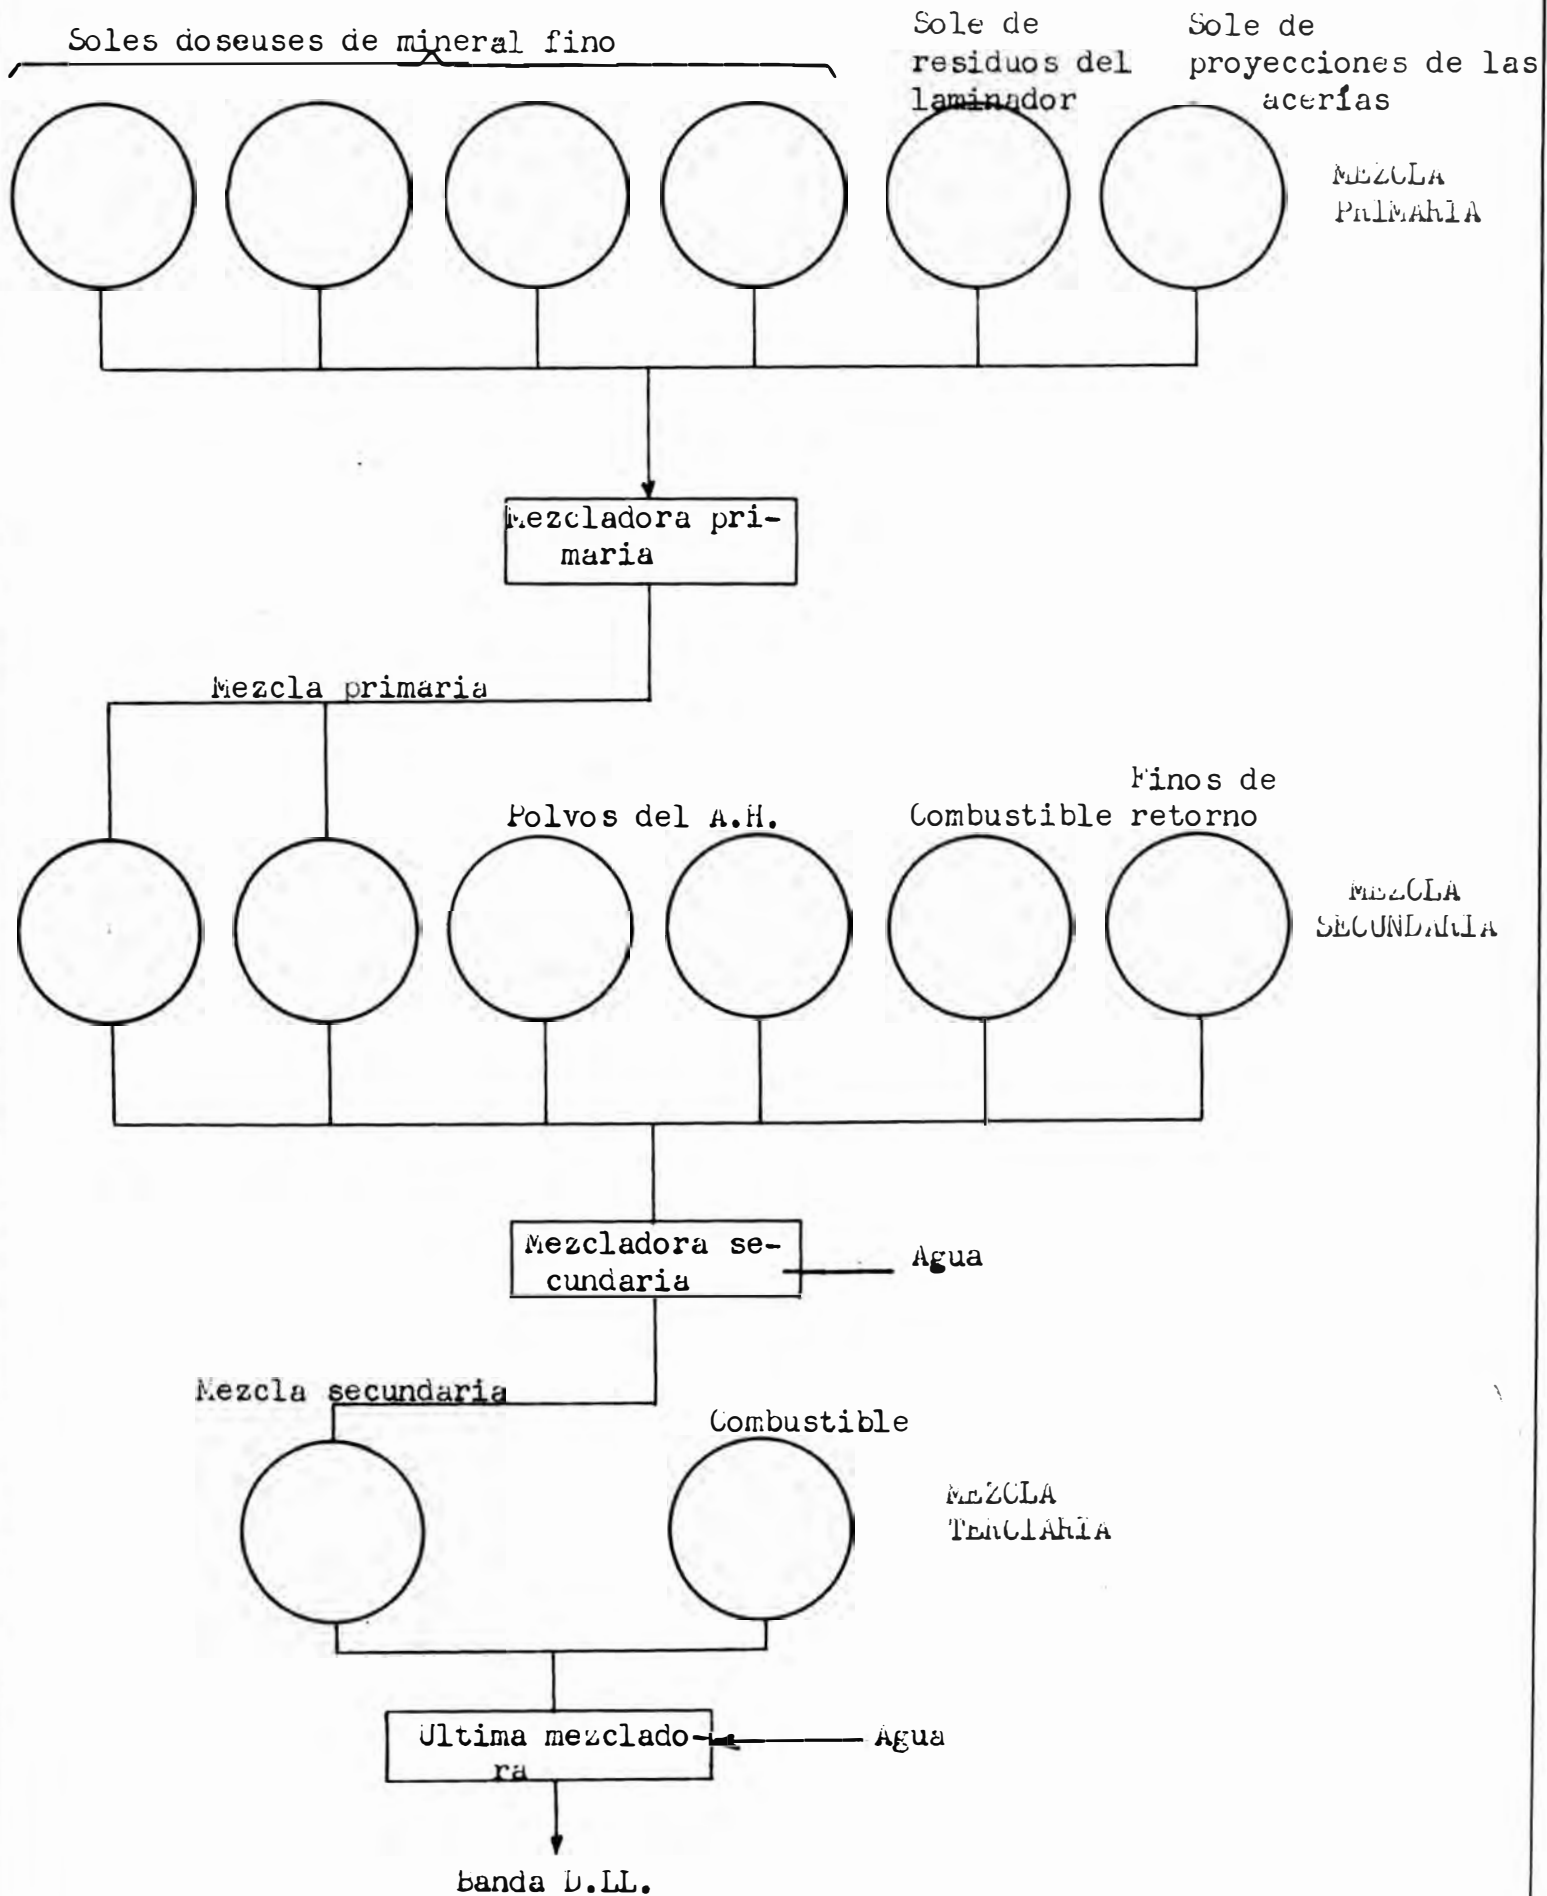 Soles doseuses de mineral fino
Sole de
residuos del
laminador
Sole de
proyecciones de las
acerías
MEZCLA
PRIMARIA
Mezcladora pri-
maria
Mezcla primaria
Polvos del A.H.
Combustible
Finos de
retorno
MEZCLA
SECUNDARIA
Mezcladora se-
cundaria
Agua
Mezcla secundaria
Combustible
MEZCLA
TERCIARIA
Ultima mezclado-
ra
Agua
Banda D.LL.